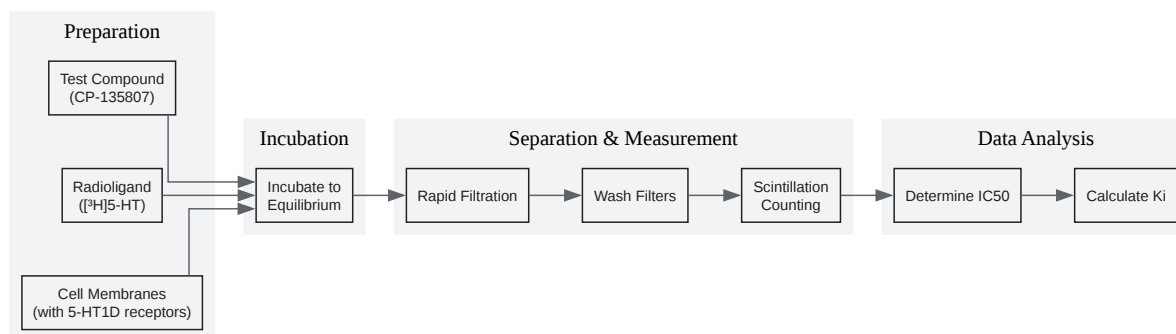 Preparation
Test Compound
(CP-135807)
Radioligand
([³H]5-HT)
Cell Membranes
(with 5-HT1D receptors)
Incubation
Incubate to
Equilibrium
Separation & Measurement
Rapid Filtration
Wash Filters
Scintillation
Counting
Data Analysis
Determine IC50
Calculate Ki